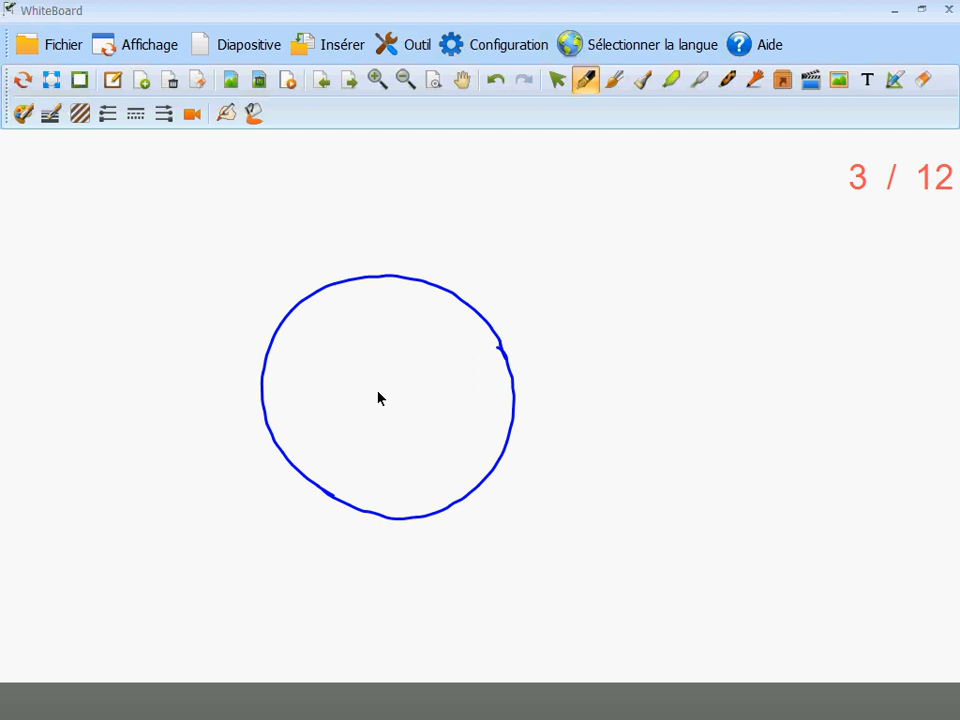 WhiteBoard
Fichier Affichage Diapositive Insérer Outil Configuration Sélectionner la langue Aide
T
3 / 12